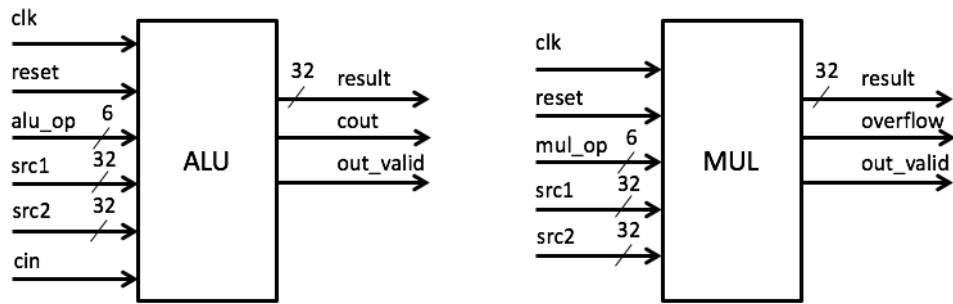 clk
reset
alu_op 6
src1 32
src2 32
cin
ALU
32 result
cout
out_valid
clk
reset
mul_op 6
src1 32
src2 32
MUL
32 result
overflow
out_valid